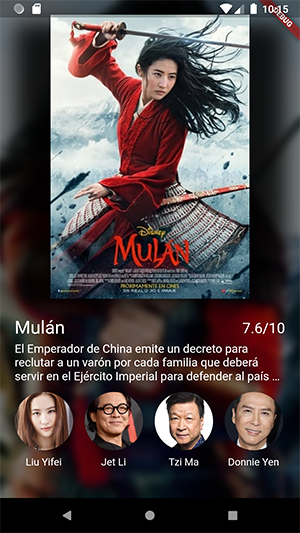 10:15
DEBUG
Disney
MULAN
PRÓXIMAMENTE EN CINES
EN REALD 3D E IMAX
Mulán
7.6/10
El Emperador de China emite un decreto para
reclutar a un varón por cada familia que deberá
servir en el Ejército Imperial para defender al país ...
Liu Yifei
Jet Li
Tzi Ma
Donnie Yen